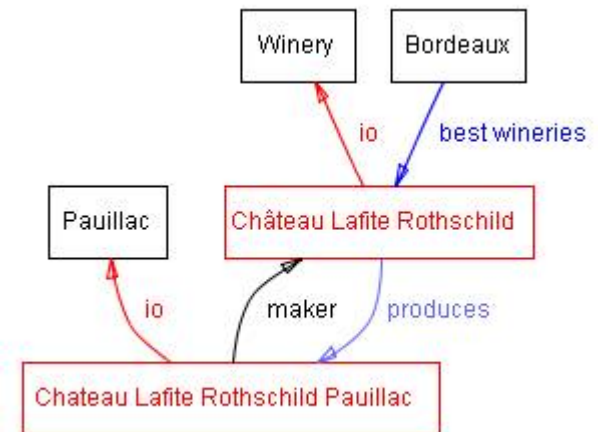 Winery
Bordeaux
io
best wineries
Pauillac
Château Lafite Rothschild
io
maker
produces
Chateau Lafite Rothschild Pauillac